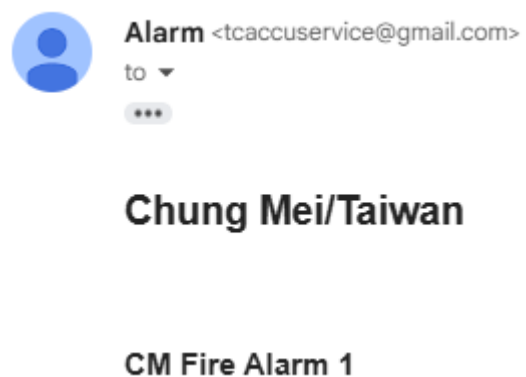 Alarm <tcaccuservice@gmail.com>
to
•••
Chung Mei/Taiwan
CM Fire Alarm 1